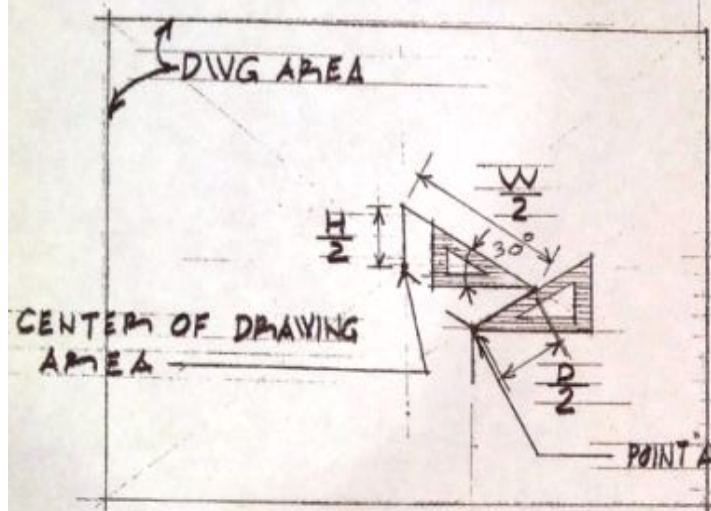 DWG AREA
W
2
H
2
30°
CENTER OF DRAWING
AREA
D
2
POINT A